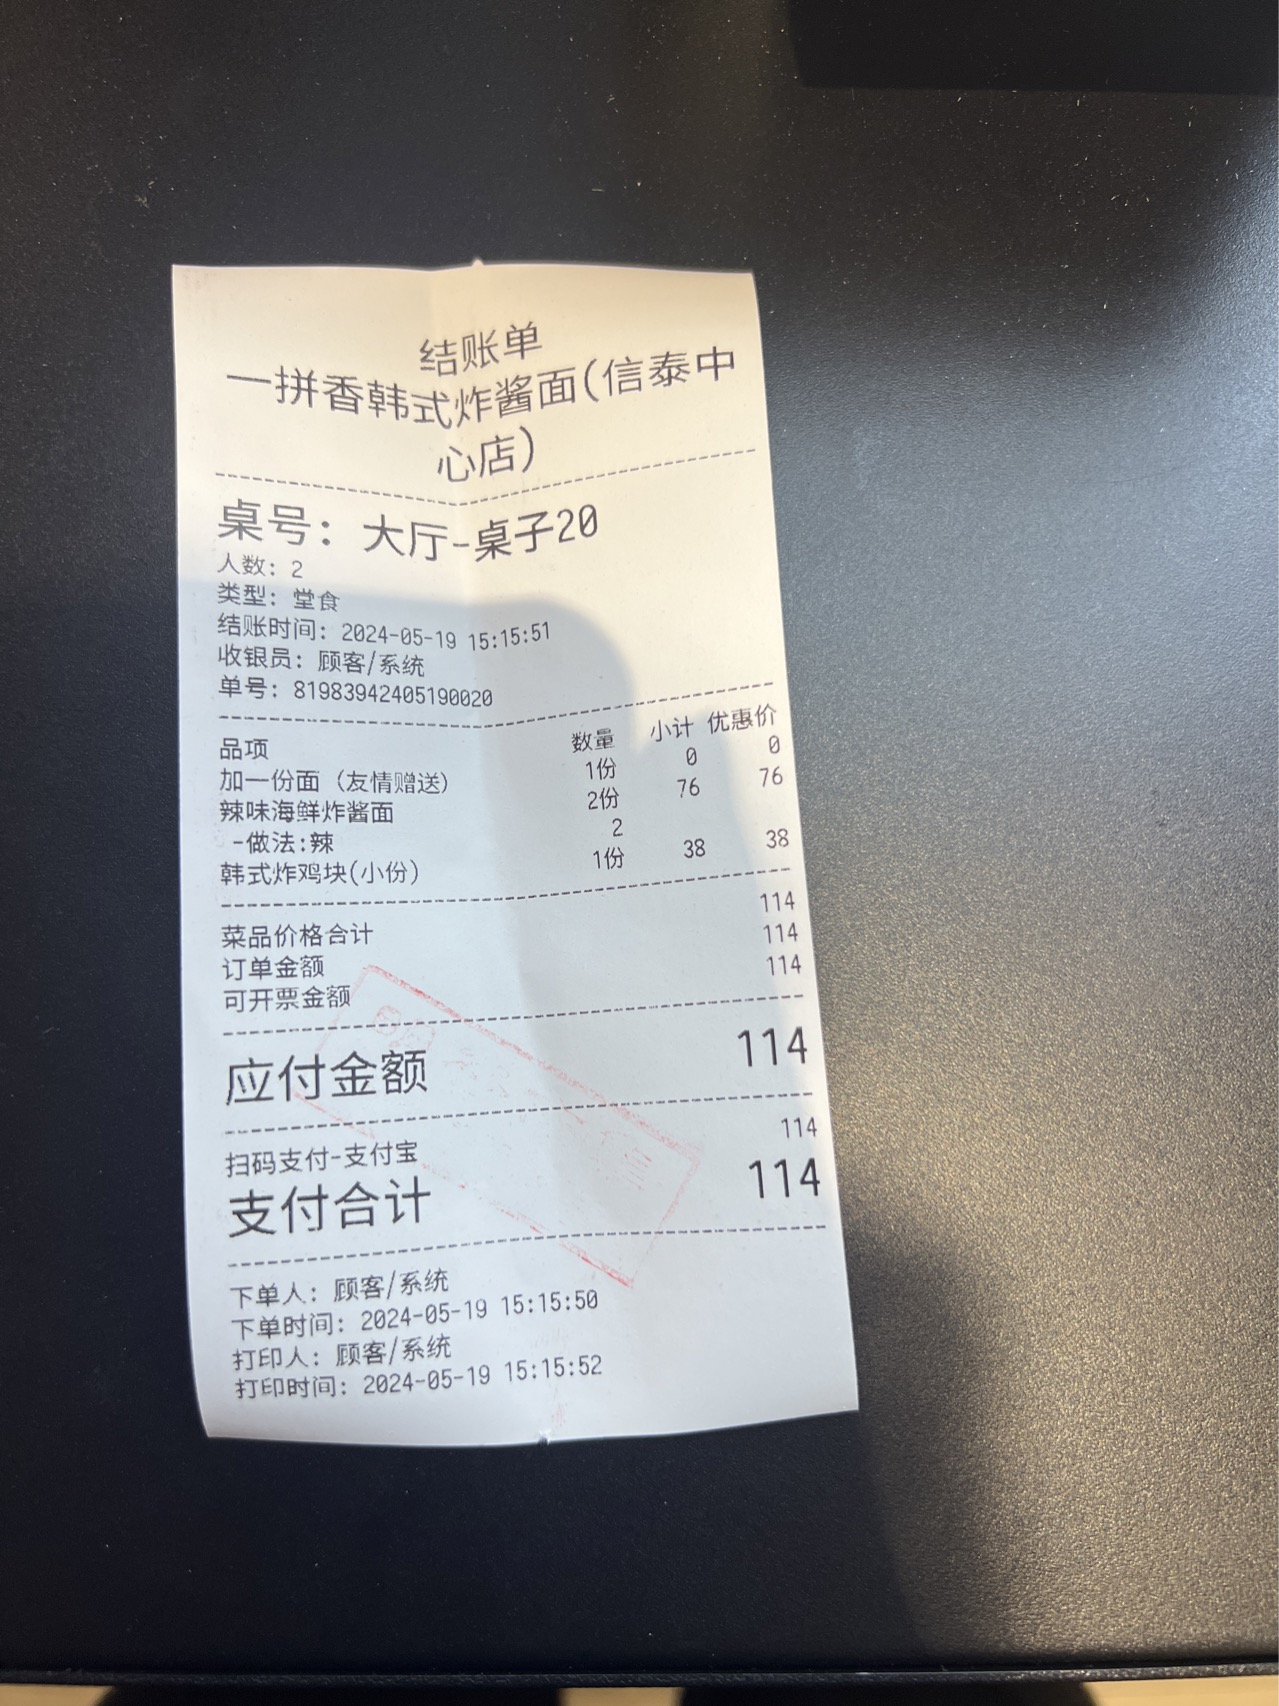 结账单
一拼香韩式炸酱面(信泰中
心店)
桌号: 大厅-桌子20
人数: 2
类型: 堂食
结账时间: 2024-05-19 15:15:51
收银员: 顾客/系统
单号: 81983942405190020
品项 数量 小计 优惠价
加一份面 (友情赠送) 1份 0 0
辣味海鲜炸酱面 2份 76 76
-做法:辣 2
韩式炸鸡块(小份) 1份 38 38
菜品价格合计 114
订单金额 114
可开票金额 114
应付金额 114
扫码支付-支付宝 114
支付合计 114
下单人: 顾客/系统
下单时间: 2024-05-19 15:15:50
打印人: 顾客/系统
打印时间: 2024-05-19 15:15:52